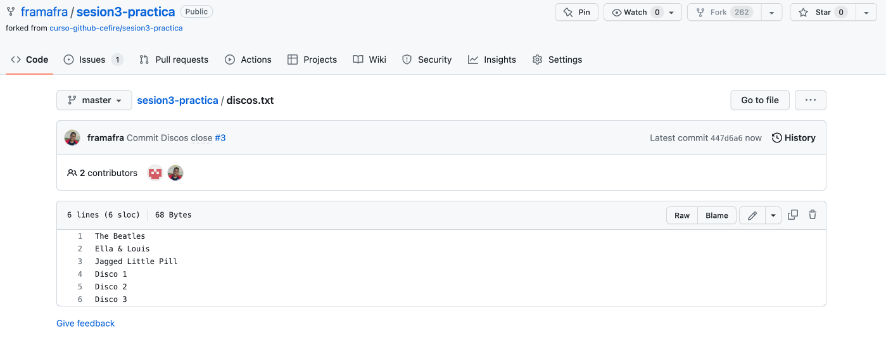 framafra / sesion3-practica Public
Pin Watch 0 Fork 262 Star 0
forked from curso-github-cefire/sesion3-practica
<> Code Issues 1 Pull requests Actions Projects Wiki Security Insights Settings
master sesion3-practica / discos.txt Go to file ...
framafra Commit Discos close #3 Latest commit 447d6a6 now History
2 contributors
6 lines (6 sloc) 68 Bytes Raw Blame
1 The Beatles
2 Ella & Louis
3 Jagged Little Pill
4 Disco 1
5 Disco 2
6 Disco 3
Give feedback